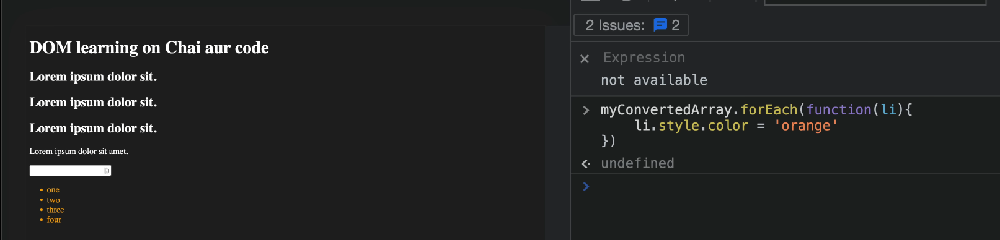 DOM learning on Chai aur code
Lorem ipsum dolor sit.
Lorem ipsum dolor sit.
Lorem ipsum dolor sit.
Lorem ipsum dolor sit amet.
one
two
three
four
2 Issues: 2
Expression
not available
myConvertedArray.forEach(function(li){
    li.style.color = 'orange'
})
undefined